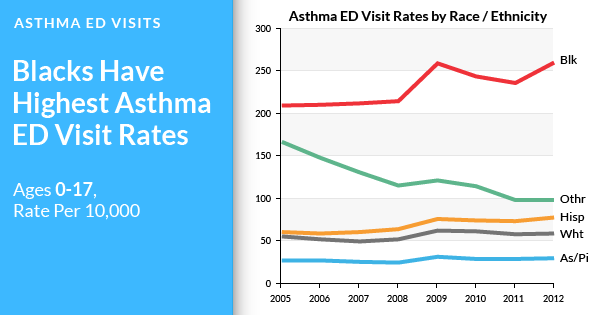 ASTHMA ED VISITS
Blacks Have
Highest Asthma
ED Visit Rates
Ages 0-17,
Rate Per 10,000
Asthma ED Visit Rates by Race / Ethnicity
300
250
200
150
100
50
0
2005 2006 2007 2008 2009 2010 2011 2012
Blk
Othr
Hisp
Wht
As/Pi